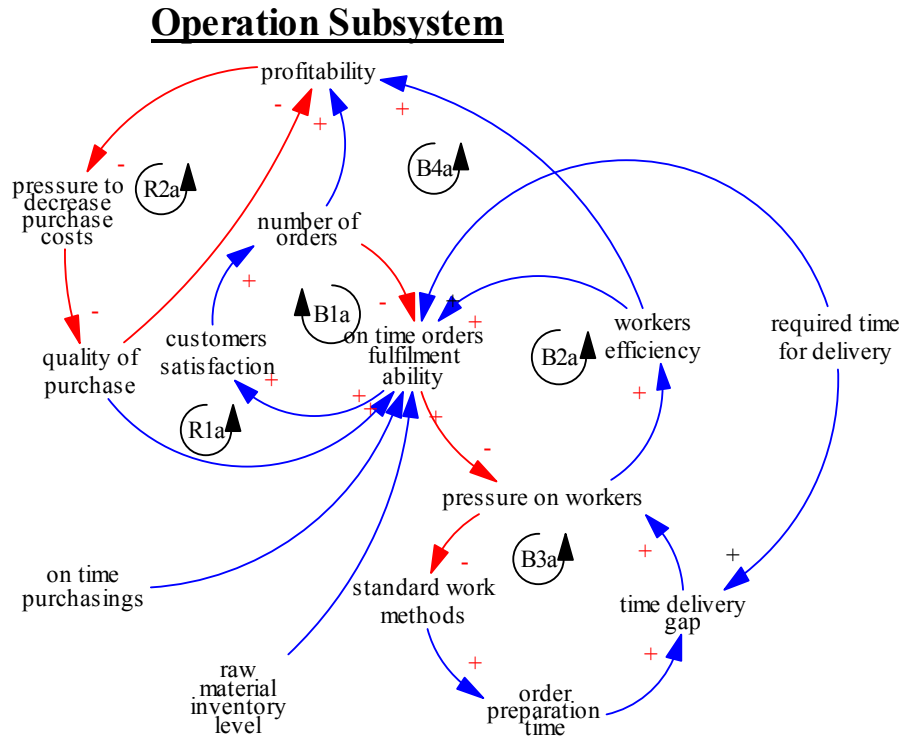 Operation Subsystem
profitability
-
+
+
B4a
-
R2a
pressure to
decrease
purchase
costs
number of
orders
+
-
B1a
-
+
+
customers
satisfaction
+
on time orders
fulfilment
ability
B2a
workers
efficiency
required time
for delivery
quality of
purchase
+
+
+
+
R1a
-
pressure on workers
B3a
+
+
-
on time
purchasings
standard work
methods
time delivery
gap
+
+
raw
material
inventory
level
order
preparation
time